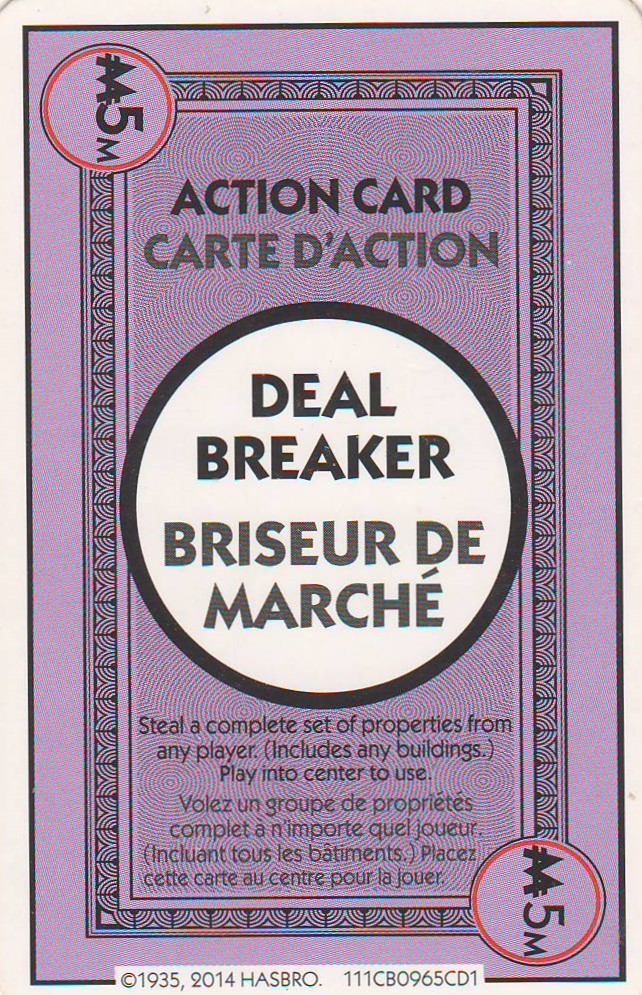 ₩5M
ACTION CARD
CARTE D'ACTION
DEAL
BREAKER
BRISEUR DE
MARCHÉ
Steal a complete set of properties from
any player. (Includes any buildings.)
Play into center to use.
Volez un groupe de propriétés
complet à n'importe quel joueur.
(Incluant tous les bâtiments.) Placez
cette carte au centre pour la jouer.
₩5M
©1935, 2014 HASBRO. 111CB0965CD1